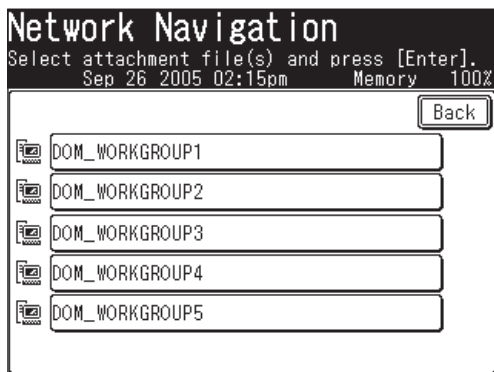 Network Navigation
Select attachment file(s) and press [Enter].
Sep 26 2005 02:15pm Memory 100%
Back
DOM_WORKGROUP1
DOM_WORKGROUP2
DOM_WORKGROUP3
DOM_WORKGROUP4
DOM_WORKGROUP5